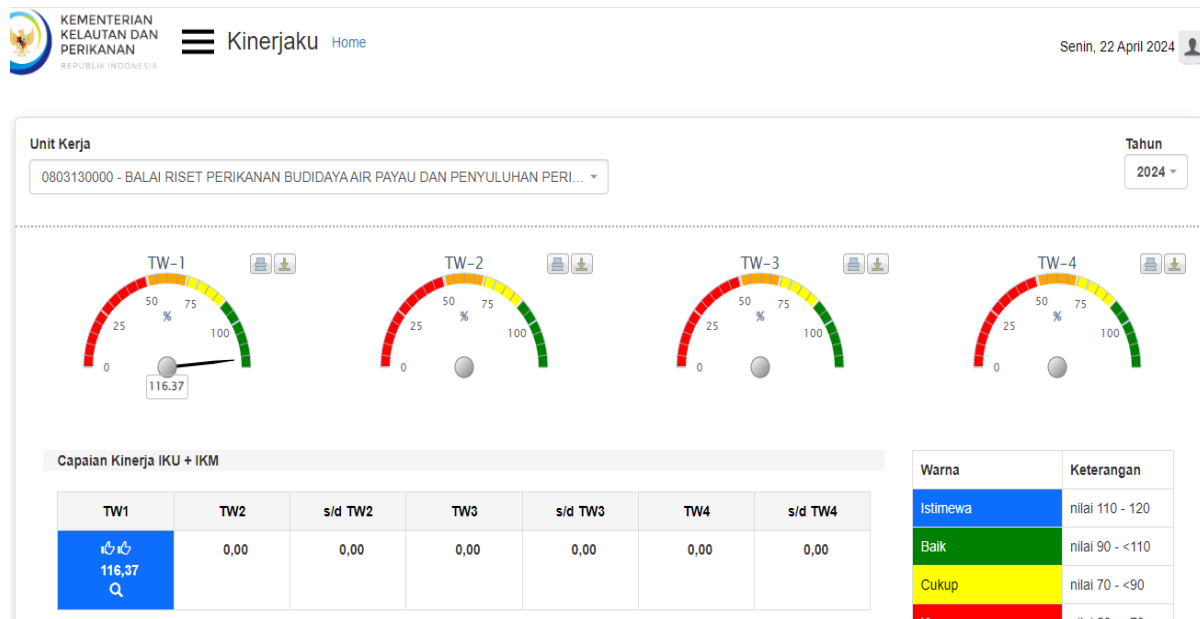 KEMENTERIAN
KELAUTAN DAN
PERIKANAN
REPUBLIK INDONESIA
Kinerjaku Home
Senin, 22 April 2024
Unit Kerja
Tahun
0803130000 - BALAI RISET PERIKANAN BUDIDAYA AIR PAYAU DAN PENYULUHAN PERI...
2024
TW-1
0 25 50 75 100
%
116.37
TW-2
0 25 50 75 100
%
TW-3
0 25 50 75 100
%
TW-4
0 25 50 75 100
%
Capaian Kinerja IKU + IKM
TW1 TW2 s/d TW2 TW3 s/d TW3 TW4 s/d TW4
116,37 0,00 0,00 0,00 0,00 0,00 0,00
Warna Keterangan
Istimewa nilai 110 - 120
Baik nilai 90 - <110
Cukup nilai 70 - <90